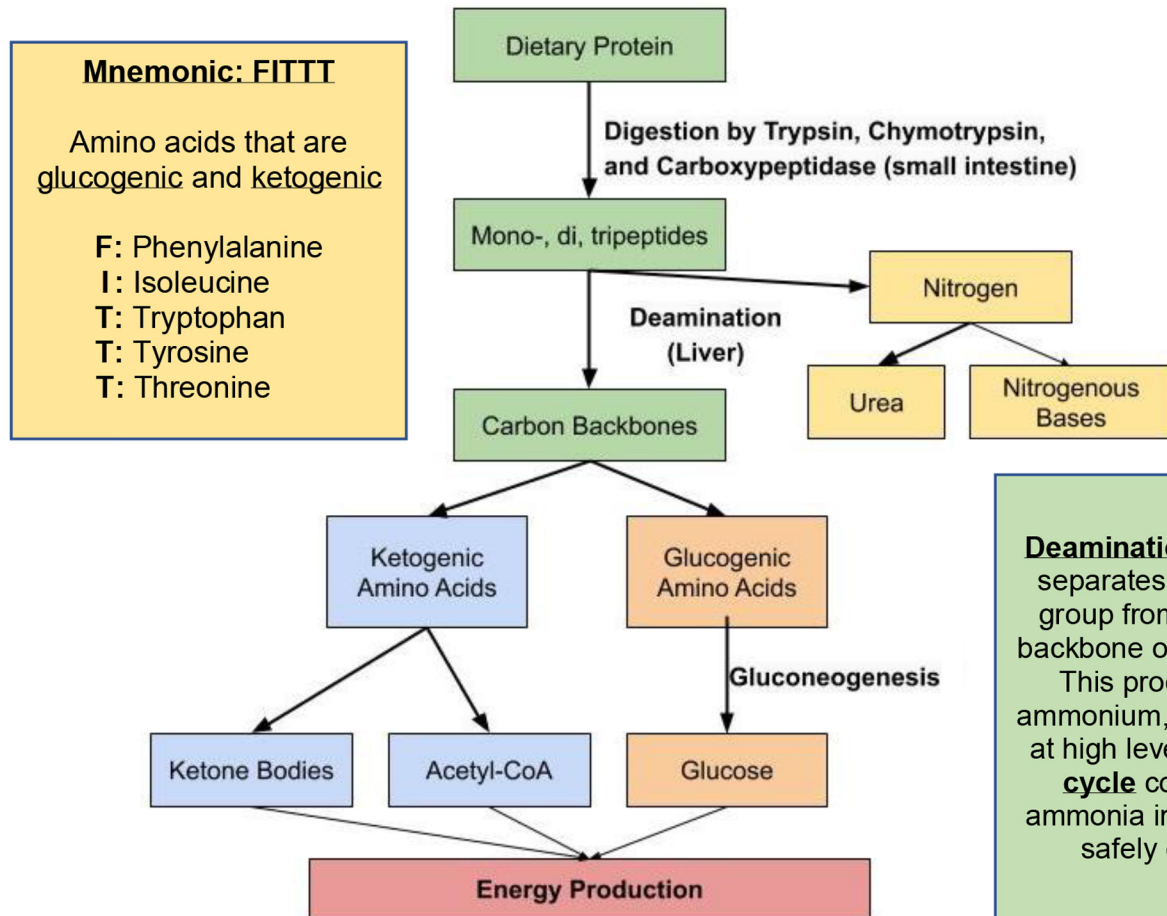 Mnemonic: FITTT
Amino acids that are
glucogenic and ketogenic
F: Phenylalanine
I: Isoleucine
T: Tryptophan
T: Tyrosine
T: Threonine
Dietary Protein
Digestion by Trypsin, Chymotrypsin,
and Carboxypeptidase (small intestine)
Mono-, di, tripeptides
Nitrogen
Deamination
(Liver)
Urea
Nitrogenous
Bases
Carbon Backbones
Ketogenic
Amino Acids
Glucogenic
Amino Acids
Gluconeogenesis
Ketone Bodies
Acetyl-CoA
Glucose
Energy Production
separates
group from
backbone o
This pro
ammonium,
at high leve
cycle co
ammonia in
safely